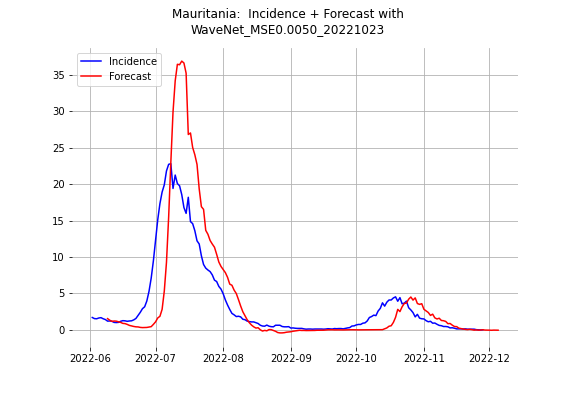 Mauritania:  Incidence + Forecast with
WaveNet_MSE0.0050_20221023
Incidence
Forecast
35
30
25
20
15
10
5
0
2022-06 2022-07 2022-08 2022-09 2022-10 2022-11 2022-12